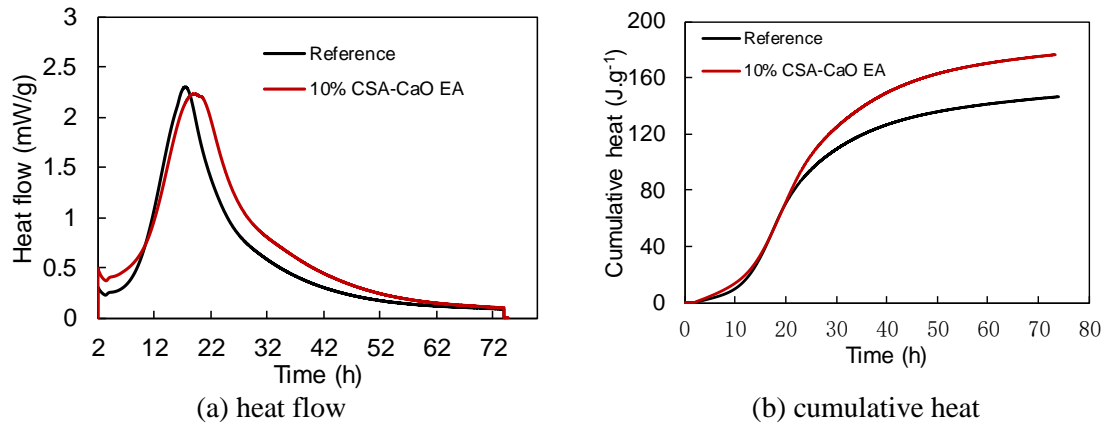 3
2.5
2
1.5
1
0.5
0
Heat flow (mW/g)
Reference
10% CSA-CaO EA
2 12 22 32 42 52 62 72
Time (h)
(a) heat flow
200
160
120
80
40
0
Cumulative heat (J.g⁻¹)
Reference
10% CSA-CaO EA
0 10 20 30 40 50 60 70 80
Time (h)
(b) cumulative heat